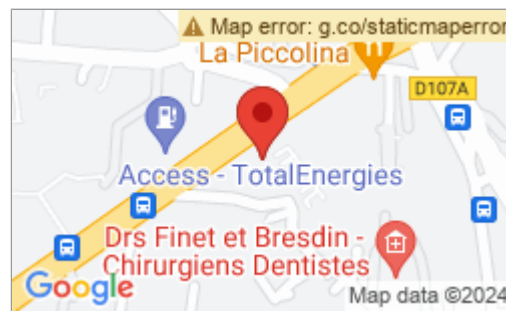 Map error: g.co/staticmaperror
La Piccolina
D107A
Access - TotalEnergies
Drs Finet et Bresdin -
Chirurgiens Dentistes
Google
Map data ©2024